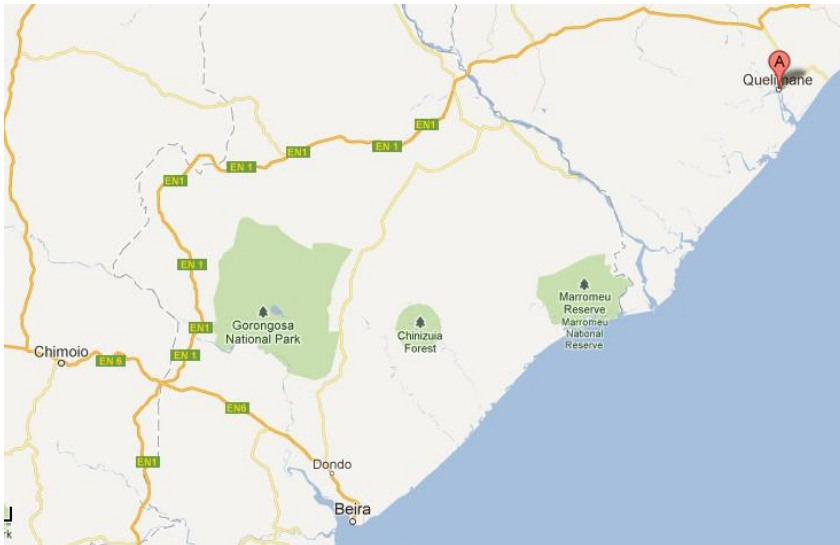 A
Quelimane
EN1
EN 1
EN 1
EN1
EN 1
EN1
EN 1
Gorongosa
National Park
Chinizuia
Forest
Marromeu
Reserve
Marromeu
National
Reserve
Chimoio
EN 6
EN6
EN1
Dondo
Beira
rk